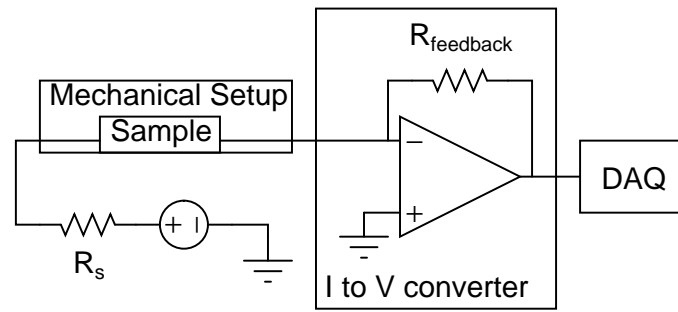 R_feedback
Mechanical Setup
Sample
−
+
DAQ
+ −
R_s
I to V converter